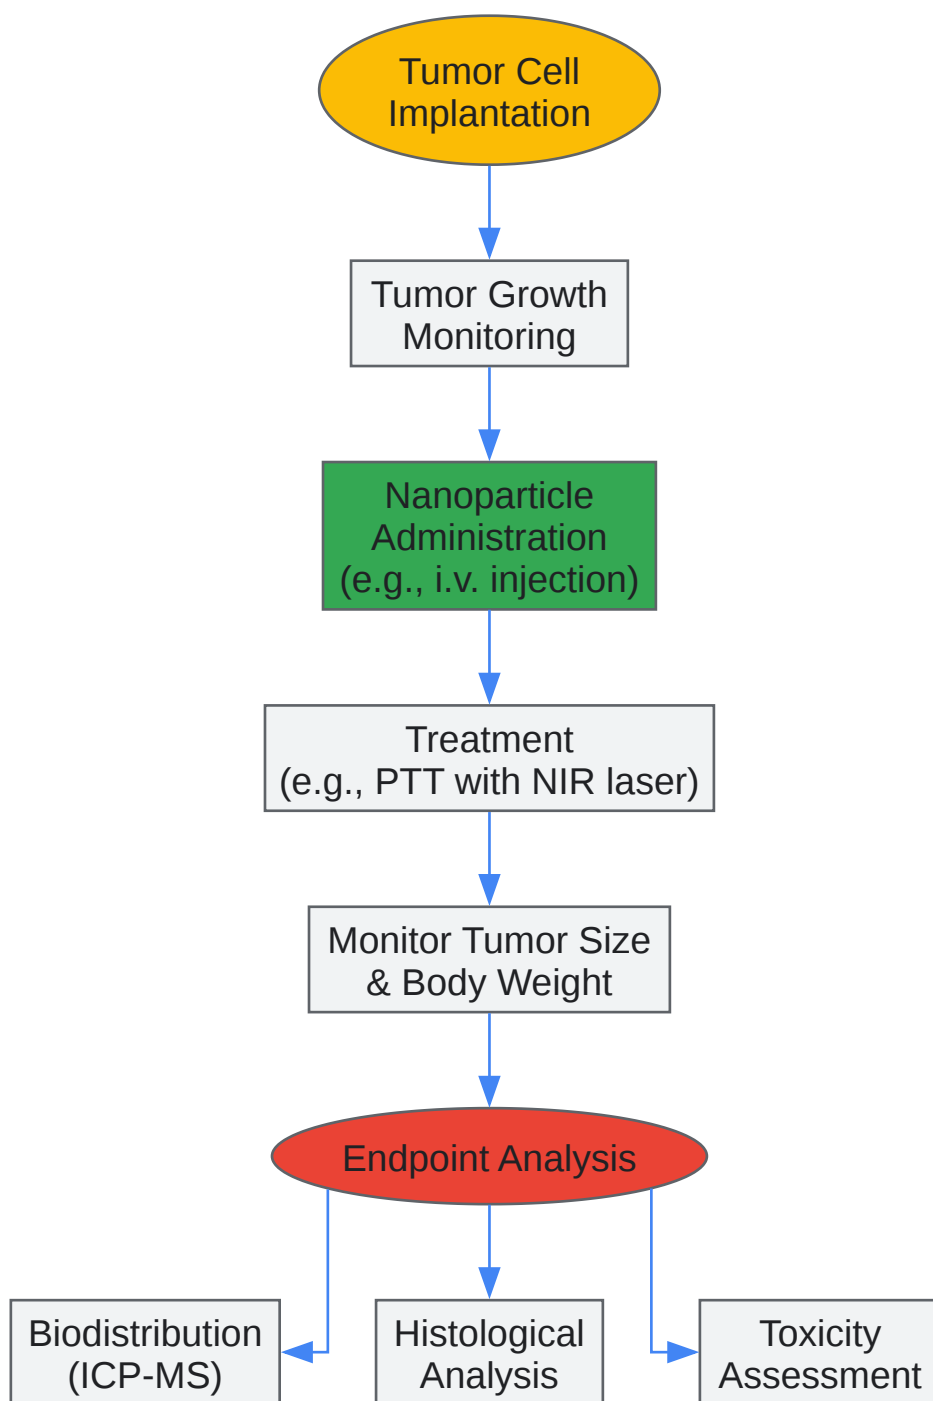 Tumor Cell
Implantation
Tumor Growth
Monitoring
Nanoparticle
Administration
(e.g., i.v. injection)
Treatment
(e.g., PTT with NIR laser)
Monitor Tumor Size
& Body Weight
Endpoint Analysis
Biodistribution
(ICP-MS)
Histological
Analysis
Toxicity
Assessment